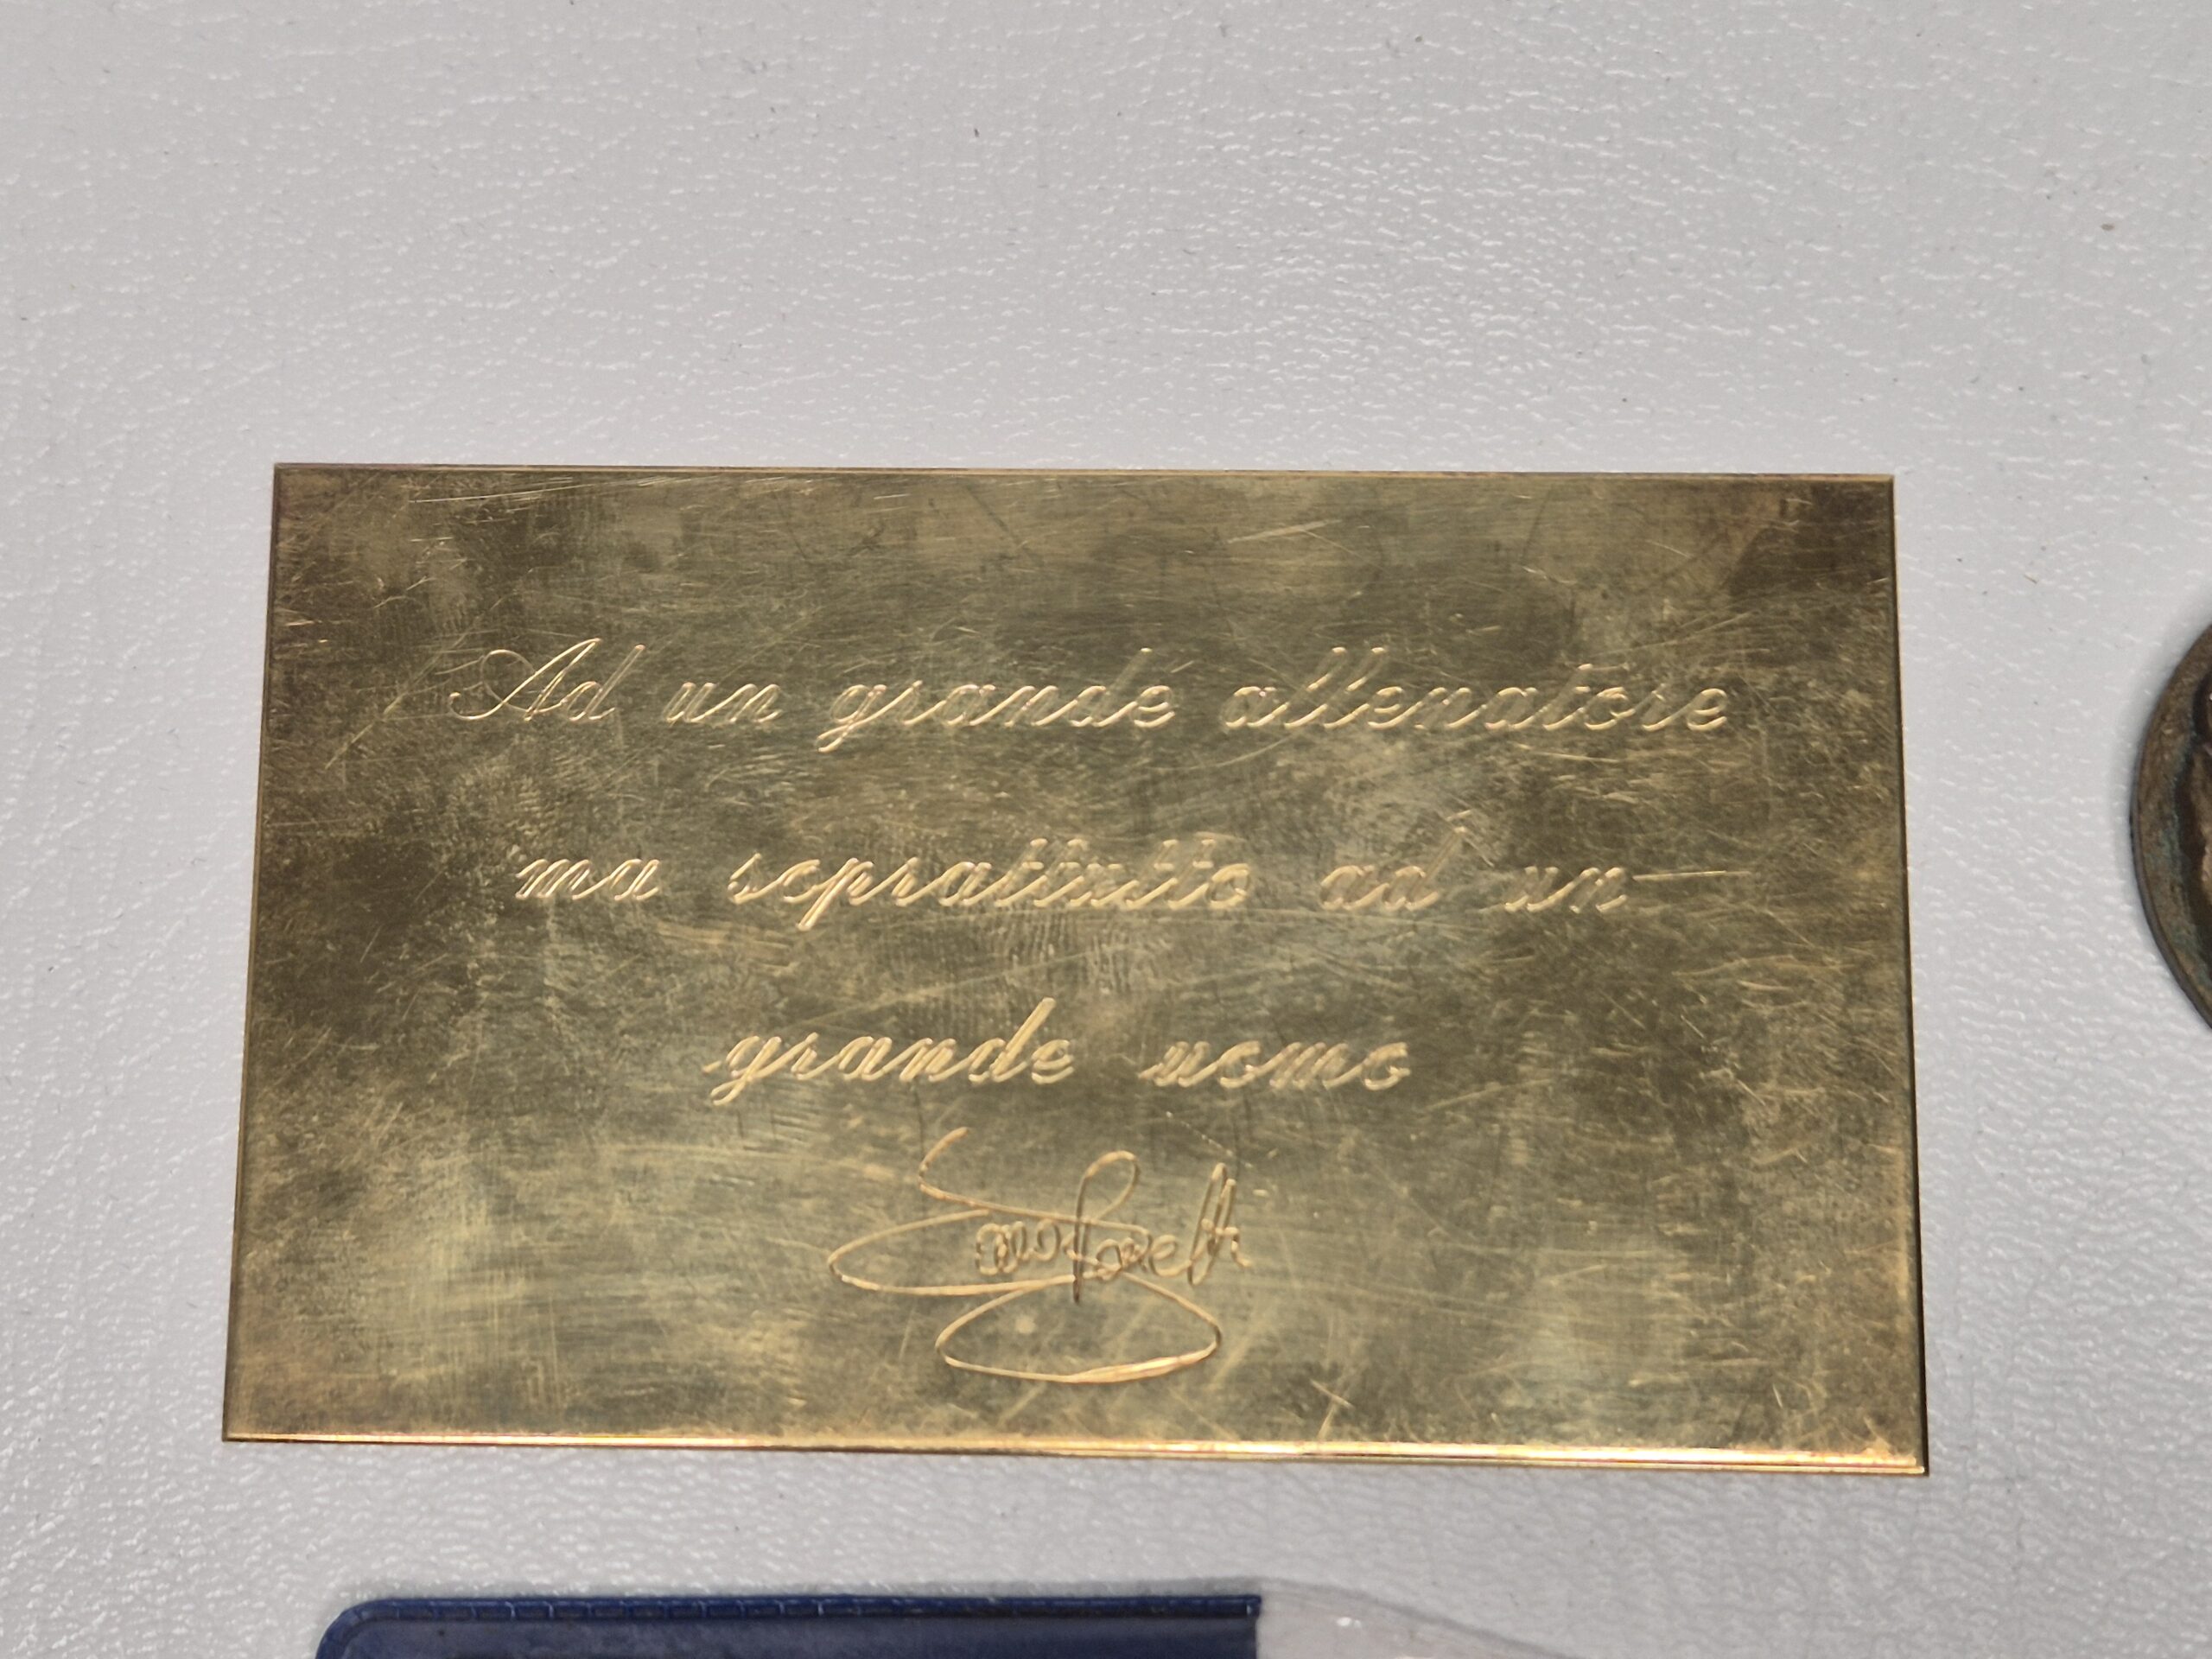 Ad un grande allenatore
ma soprattutto ad un
grande uomo